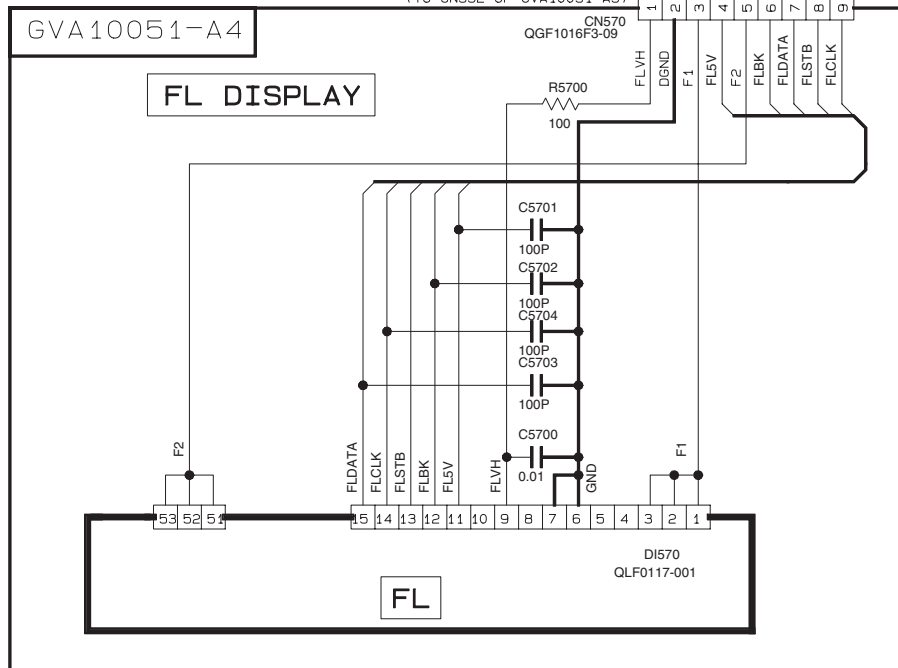 GVA10051-A4
CN570
QGF1016F3-09
1 2 3 4 5 6 7 8 9
FLVH
DGND
F1
FL5V
F2
FLBK
FLDATA
FLSTB
FLCLK
FL DISPLAY
R5700
100
C5701
100P
C5702
100P
C5704
100P
C5703
100P
C5700
0.01
F2
FLDATA
FLCLK
FLSTB
FLBK
FL5V
FLVH
GND
F1
53 52 51
15 14 13 12 11 10 9 8 7 6 5 4 3 2 1
DI570
QLF0117-001
FL